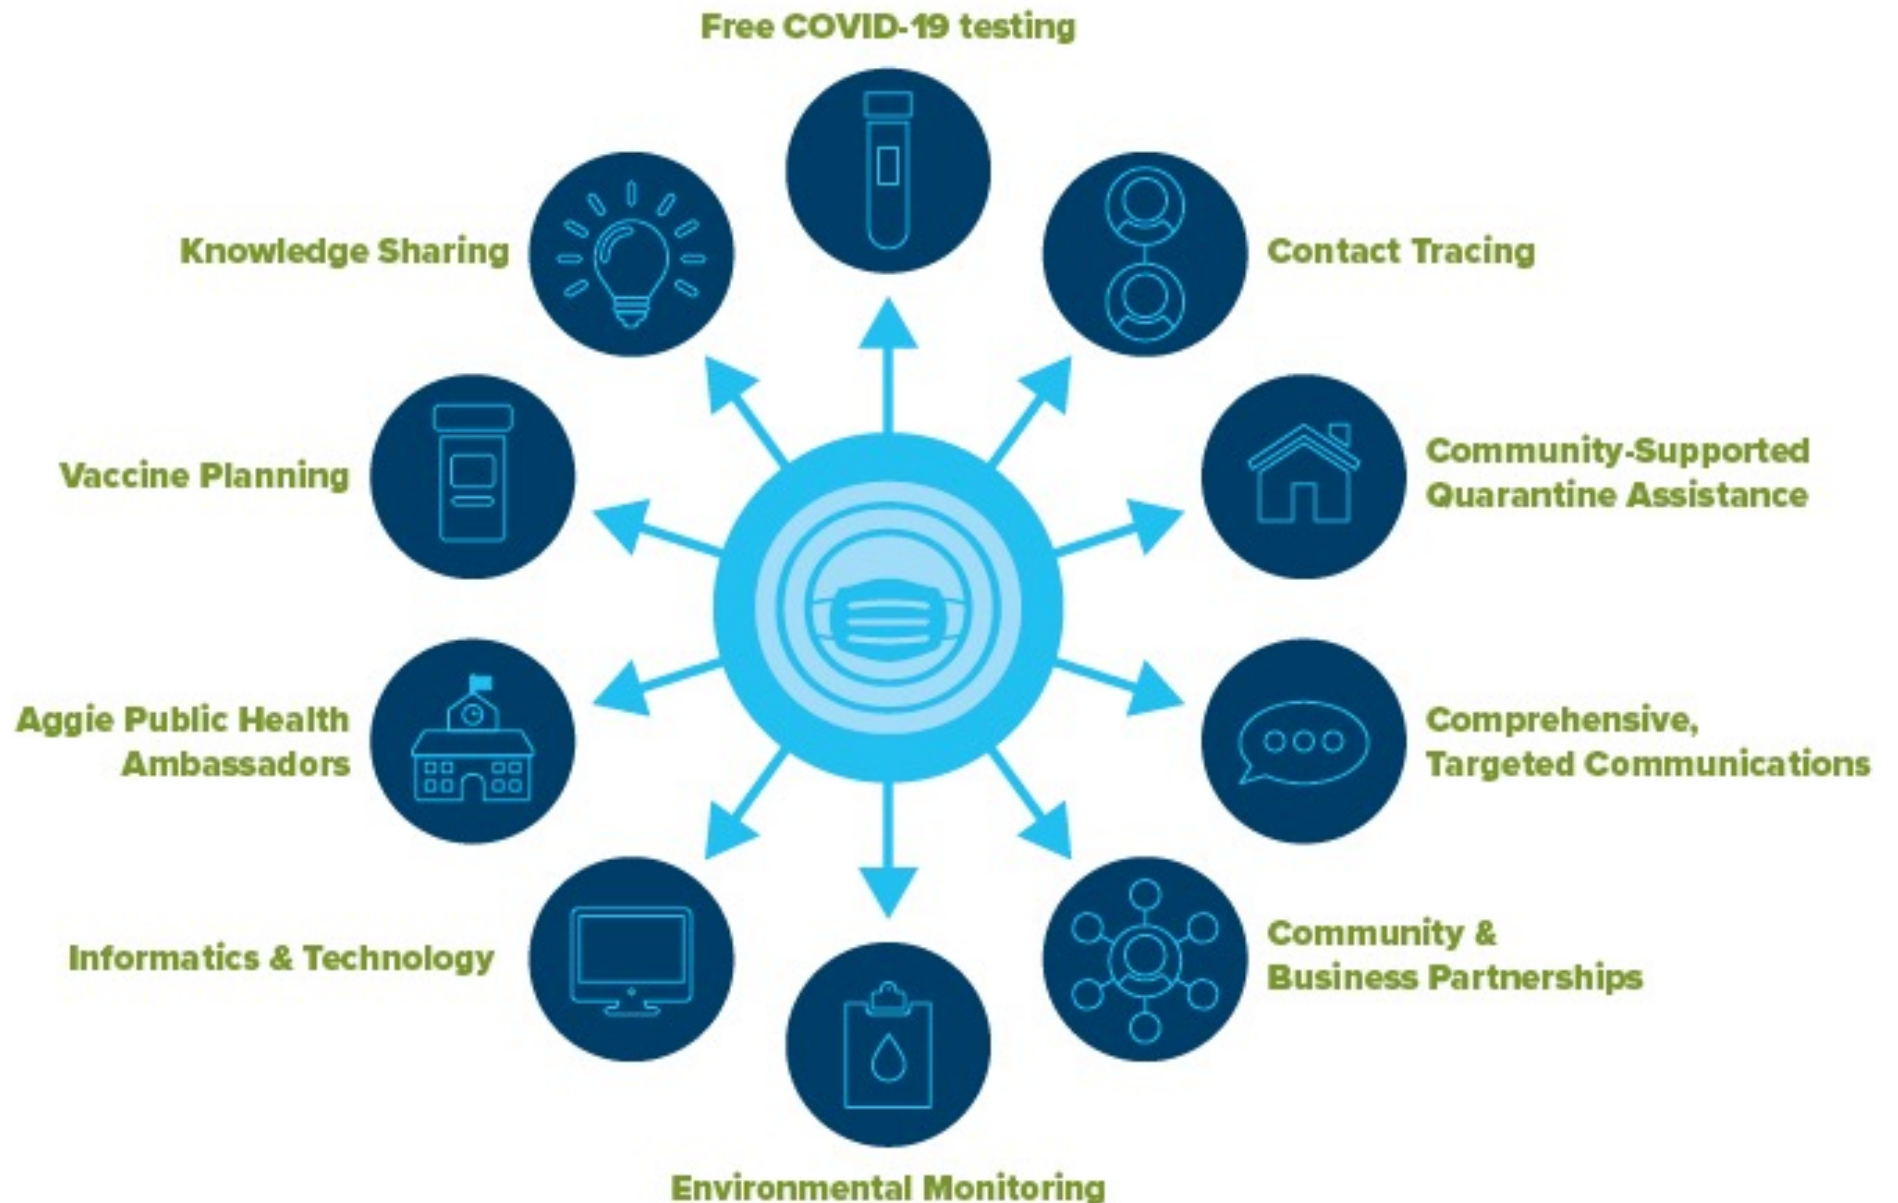 Free COVID-19 testing
Knowledge Sharing
Contact Tracing
Vaccine Planning
Community-Supported
Quarantine Assistance
Aggie Public Health
Ambassadors
Comprehensive,
Targeted Communications
Informatics & Technology
Community &
Business Partnerships
Environmental Monitoring